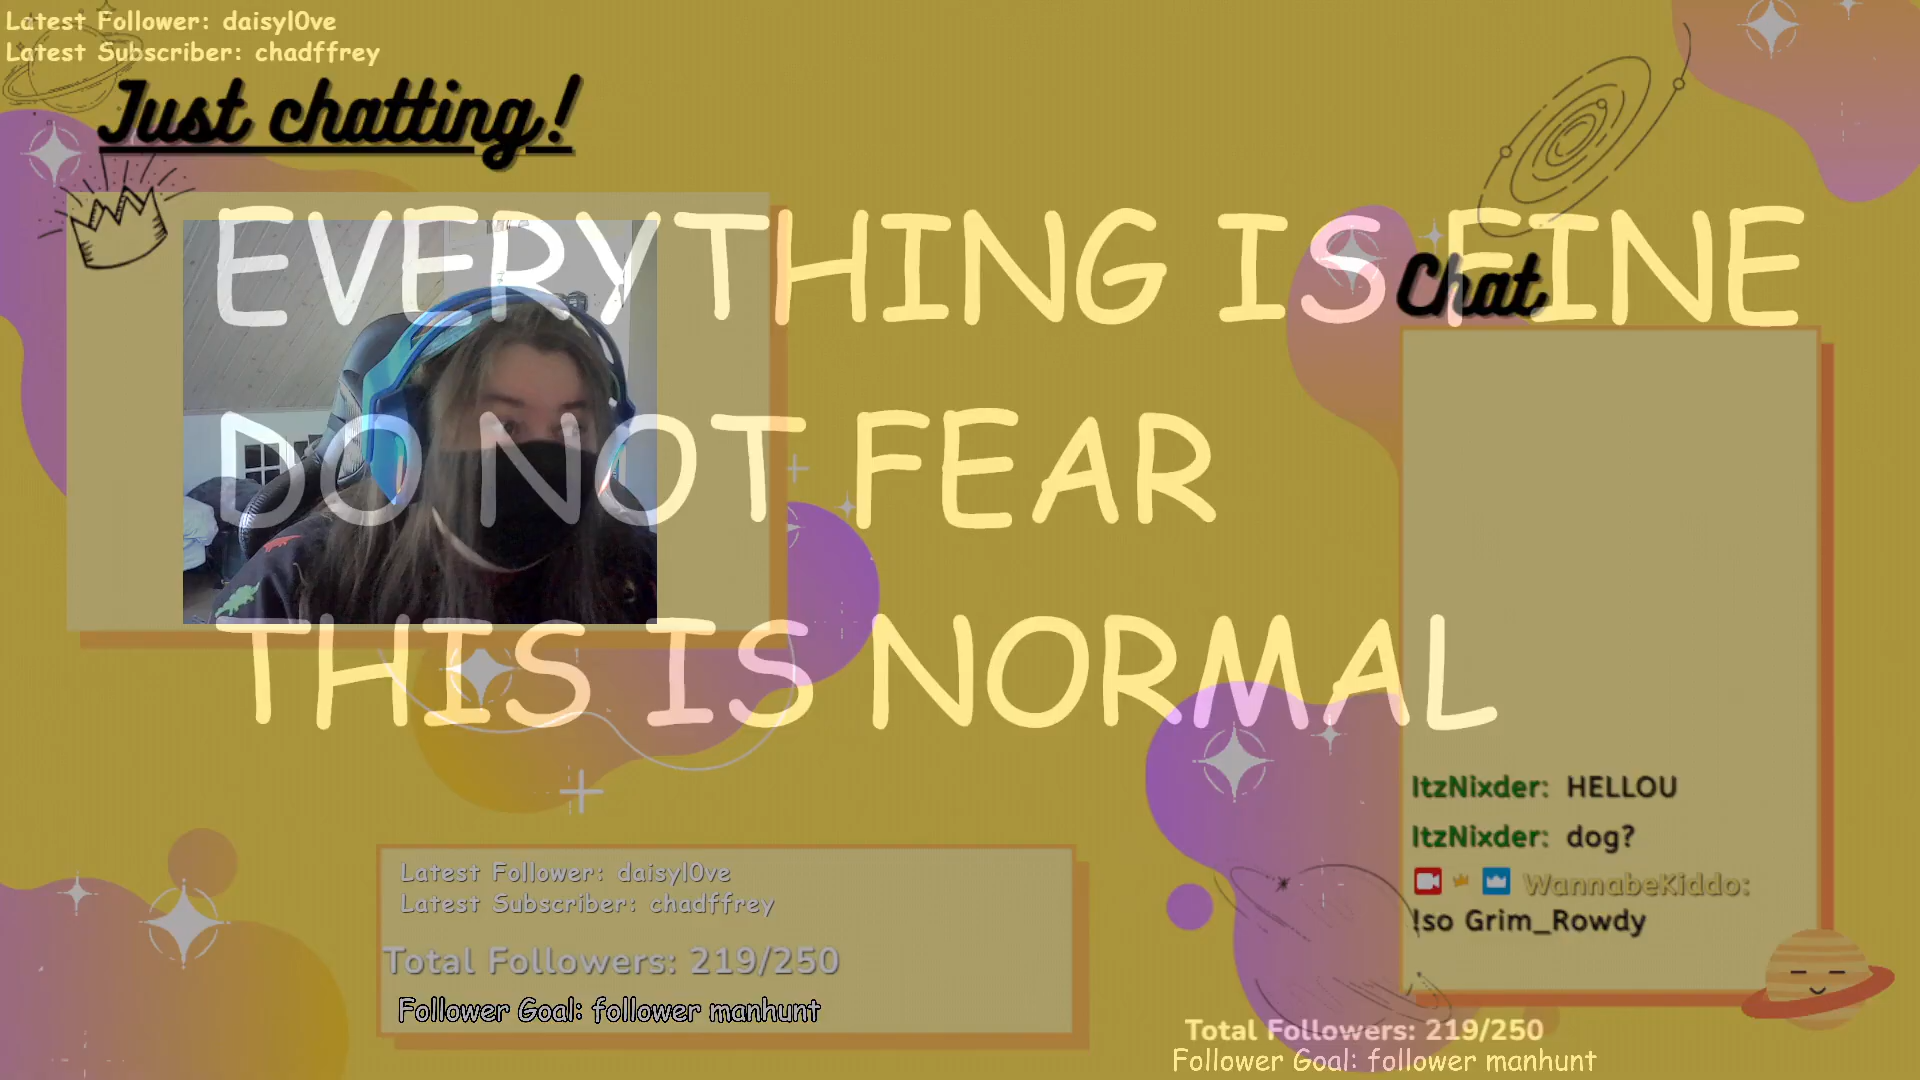 Latest Follower: daisyl0ve
Latest Subscriber: chadffrey
Just chatting!
EVERYTHING IS FINE
DO NOT FEAR
THIS IS NORMAL
Chat
ItzNixder: HELLOU
ItzNixder: dog?
WannabeKiddo:
!so Grim_Rowdy
Latest Follower: daisyl0ve
Latest Subscriber: chadffrey
Total Followers: 219/250
Follower Goal: follower manhunt
Total Followers: 219/250
Follower Goal: follower manhunt